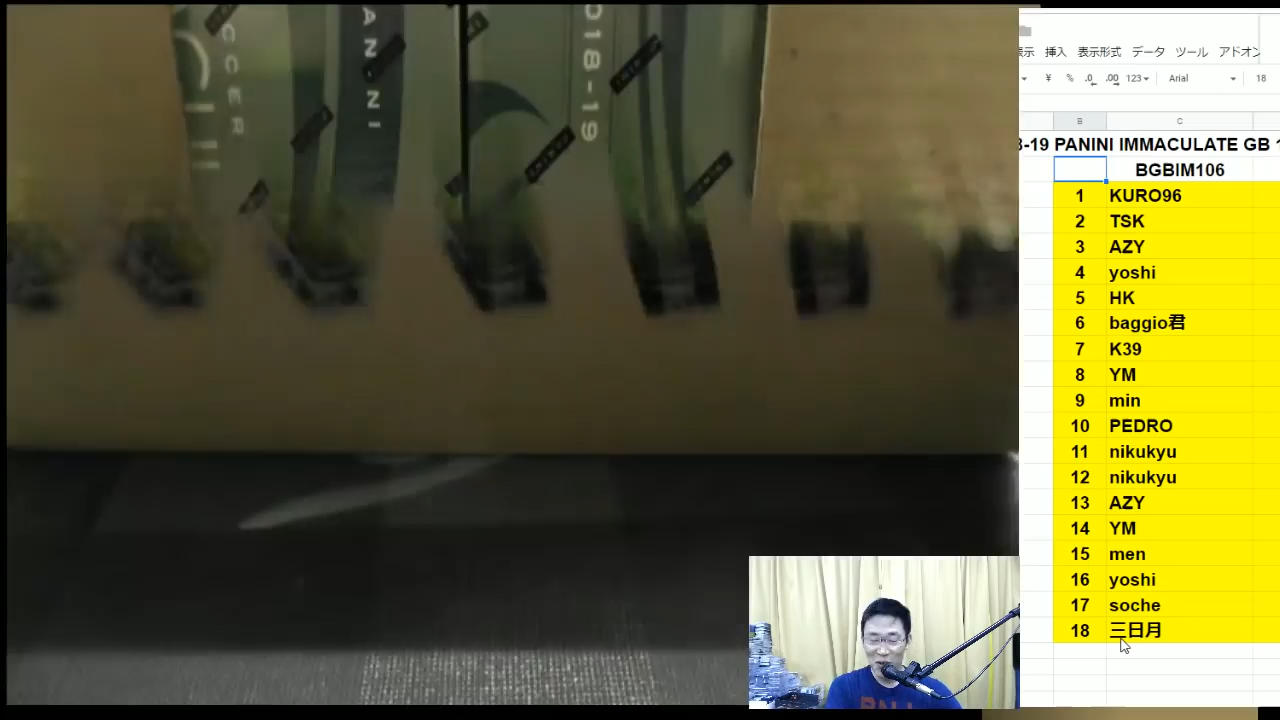 CCER
ANINI
018-19
表示 挿入 表示形式 データ ツール アドオン
¥ % .0 .00 123 Arial 18
B C
8-19 PANINI IMMACULATE GB 1
BGBIM106
1 KURO96
2 TSK
3 AZY
4 yoshi
5 HK
6 baggio君
7 K39
8 YM
9 min
10 PEDRO
11 nikukyu
12 nikukyu
13 AZY
14 YM
15 men
16 yoshi
17 soche
18 三日月